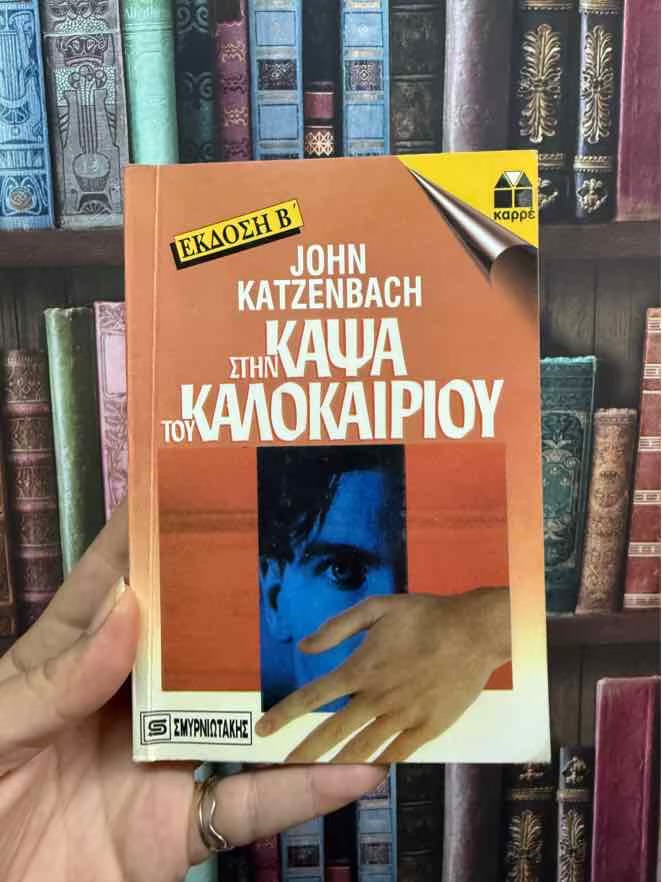 ΕΚΔΟΣΗ Β΄
καρρέ
JOHN
KATZENBACH
ΣΤΗΝ ΚΑΨΑ
ΤΟΥ ΚΑΛΟΚΑΙΡΙΟΥ
ΣΜΥΡΝΙΩΤΑΚΗΣ